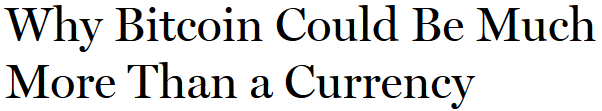 Why Bitcoin Could Be Much
More Than a Currency